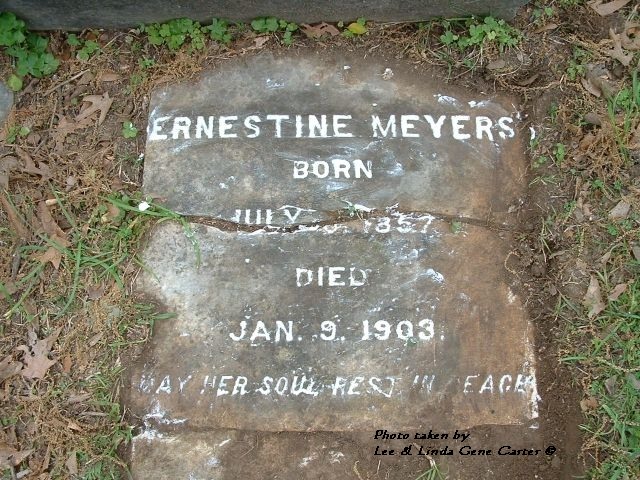 ERNESTINE MEYERS
BORN
JULY 1857
DIED
JAN. 9. 1903.
MAY HER SOUL REST IN PEACE
Photo taken by
Lee & Linda Gene Carter ©